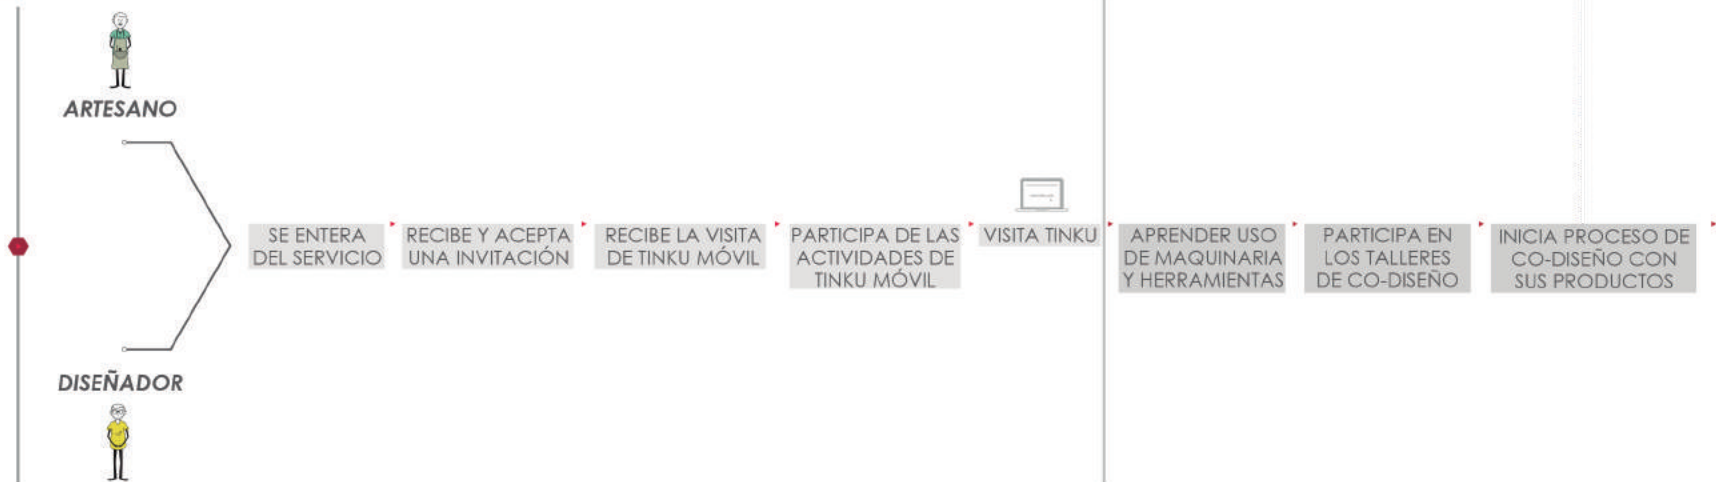 ARTESANO
SE ENTERA
DEL SERVICIO
RECIBE Y ACEPTA
UNA INVITACIÓN
RECIBE LA VISITA
DE TINKU MÓVIL
PARTICIPA DE LAS
ACTIVIDADES DE
TINKU MÓVIL
VISITA TINKU
APRENDER USO
DE MAQUINARIA
Y HERRAMIENTAS
PARTICIPA EN
LOS TALLERES
DE CO-DISEÑO
INICIA PROCESO DE
CO-DISEÑO CON
SUS PRODUCTOS
DISEÑADOR